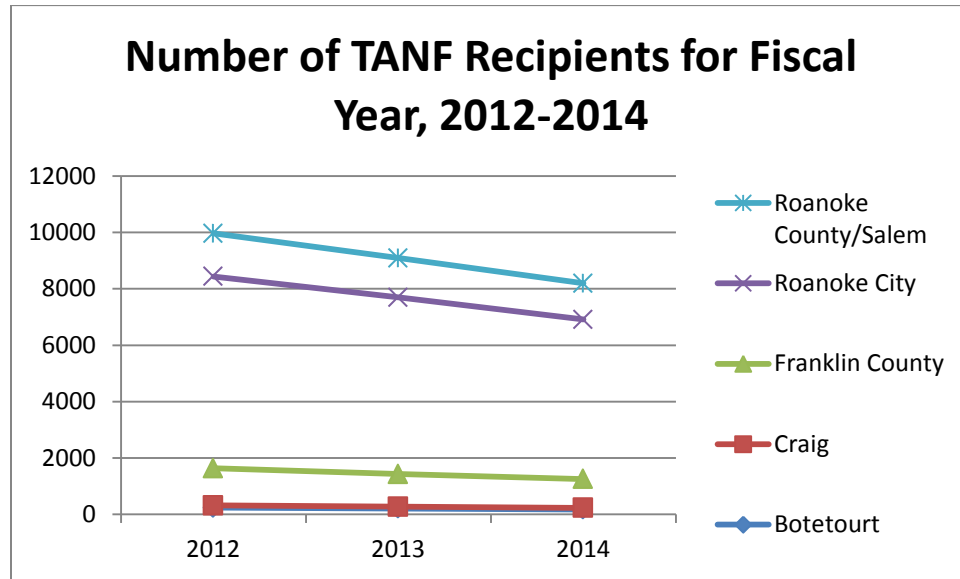 Number of TANF Recipients for Fiscal
Year, 2012-2014
12000
10000
8000
6000
4000
2000
0
2012
2013
2014
Roanoke
County/Salem
Roanoke City
Franklin County
Craig
Botetourt